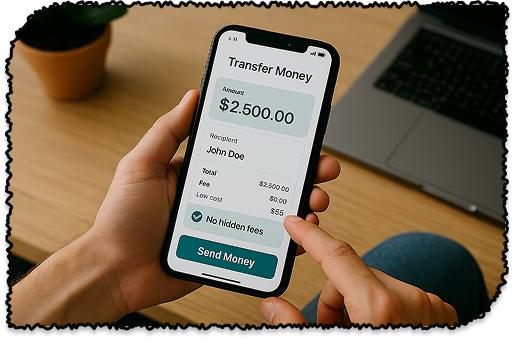 Transfer Money
Amount
$2.500.00
Recipient
John Doe
Total $2,500 00
Fee $0.00
Low cost $55
No hidden fees
Send Money